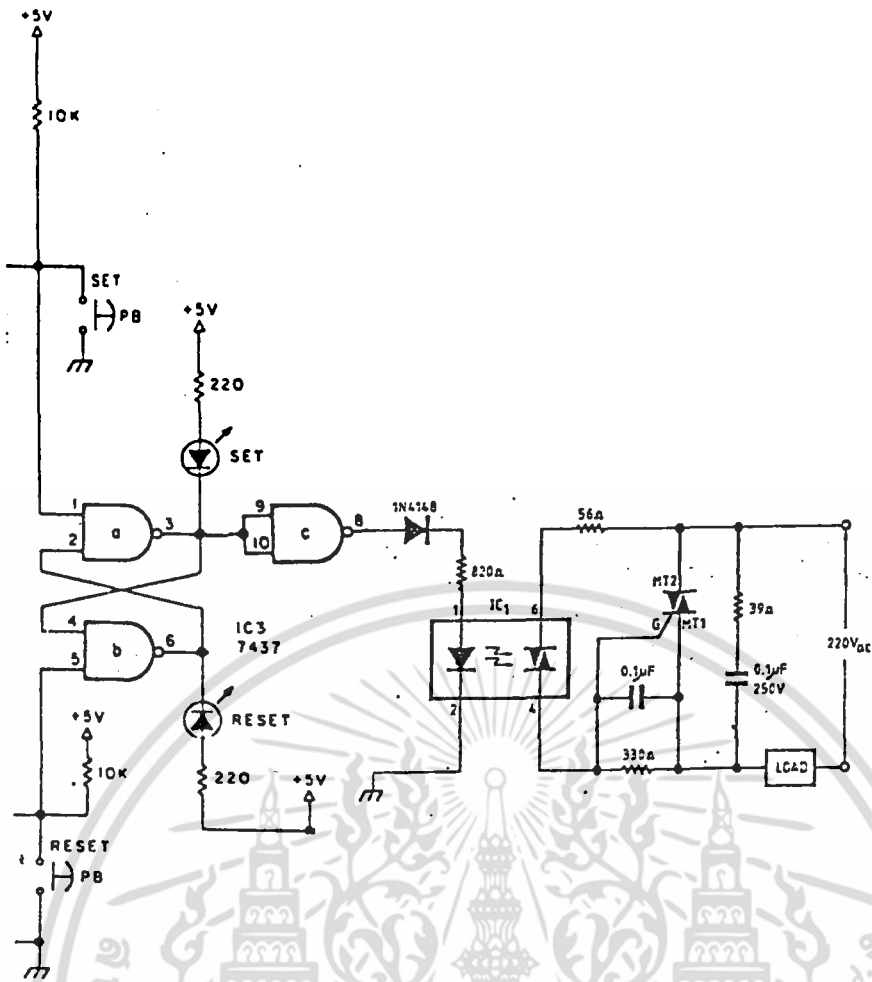 +5V
10K
SET
PB
+5V
220
SET
1
2
a
3
9
10
c
8
1N4148
820Ω
IC1
1
6
2
4
56Ω
MT2
G
MT1
0.1µF
330Ω
39Ω
0.1µF
250V
220VAC
LOAD
4
5
b
6
IC3
7437
+5V
10K
RESET
220
+5V
RESET
PB